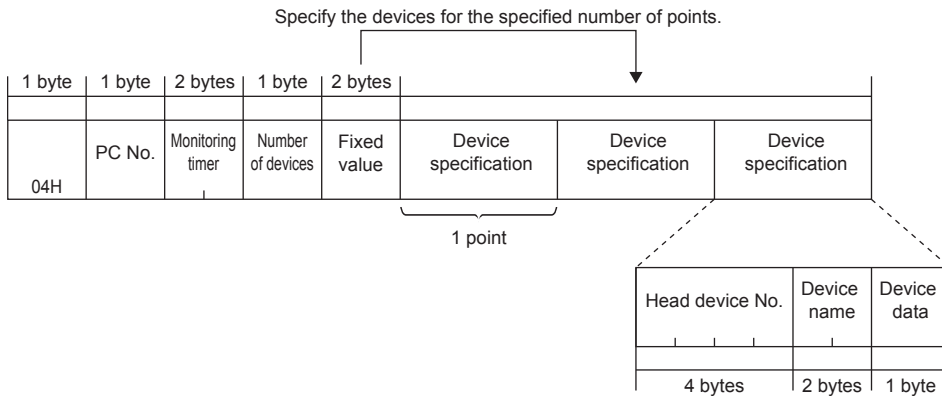 Specify the devices for the specified number of points.
1 byte 1 byte 2 bytes 1 byte 2 bytes
04H
PC No.
Monitoring
timer
Number
of devices
Fixed
value
Device
specification
Device
specification
Device
specification
1 point
Head device No.
Device
name
Device
data
4 bytes 2 bytes 1 byte